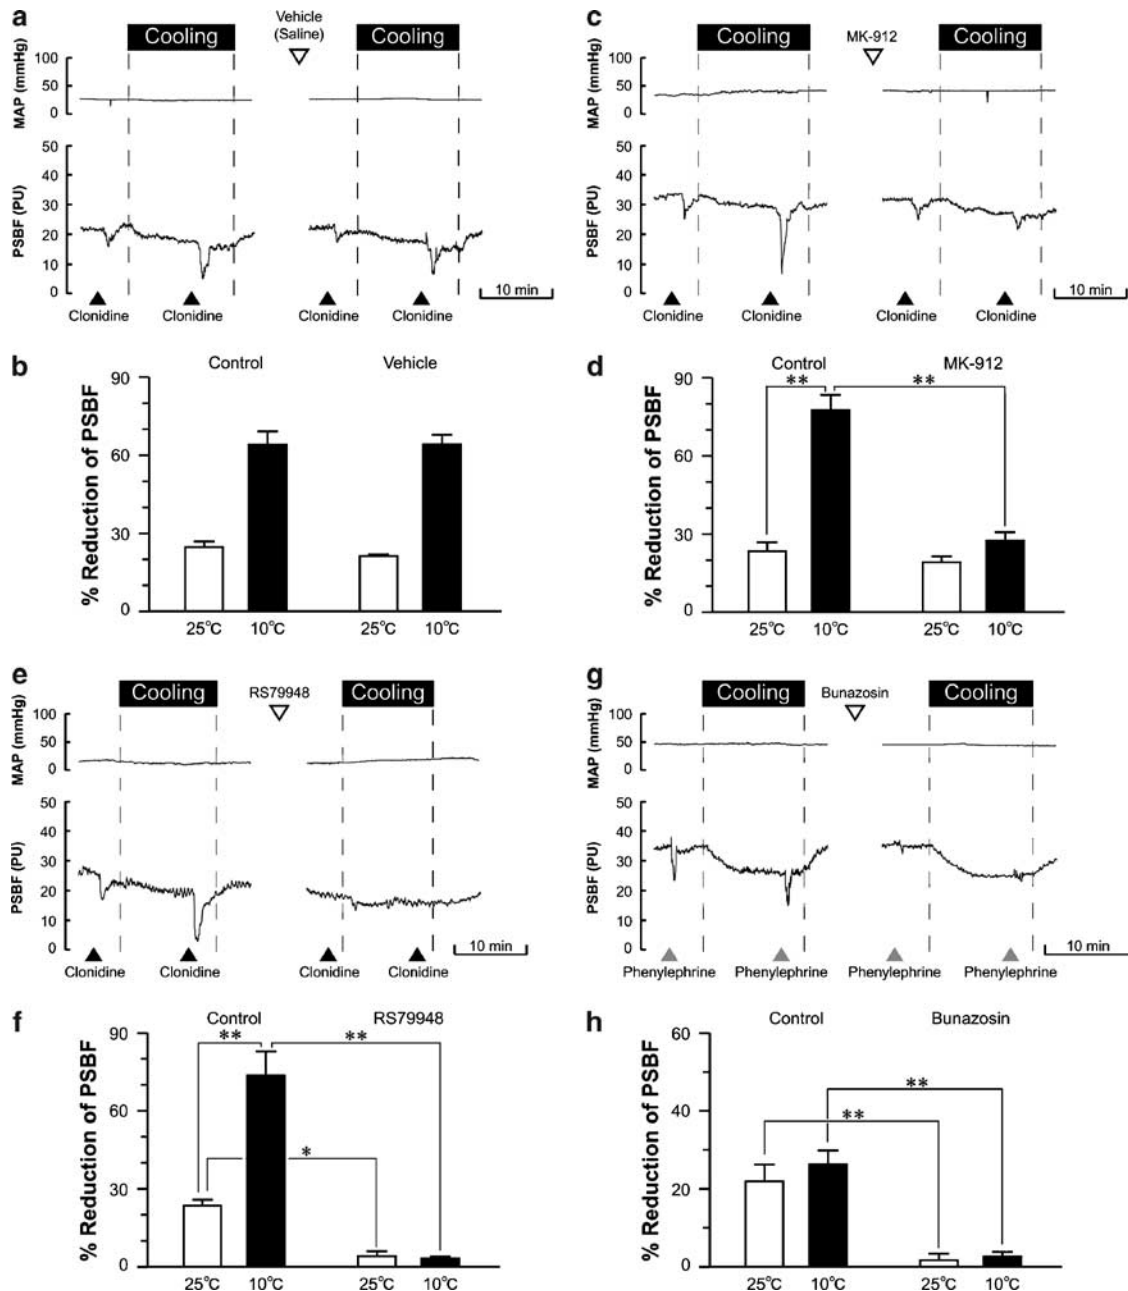 a
Vehicle
(Saline)
Cooling
Cooling
MAP (mmHg)
100
50
0
PSBF (PU)
50
40
30
20
10
0
10 min
Clonidine
Clonidine
Clonidine
Clonidine
c
MK-912
Cooling
Cooling
MAP (mmHg)
100
50
0
PSBF (PU)
50
40
30
20
10
0
10 min
Clonidine
Clonidine
Clonidine
Clonidine
b
Control
Vehicle
% Reduction of PSBF
90
60
30
0
25°C
10°C
25°C
10°C
d
Control
MK-912
**
**
% Reduction of PSBF
90
60
30
0
25°C
10°C
25°C
10°C
e
RS79948
Cooling
Cooling
MAP (mmHg)
100
50
0
PSBF (PU)
50
40
30
20
10
0
10 min
Clonidine
Clonidine
Clonidine
Clonidine
g
Bunazosin
Cooling
Cooling
MAP (mmHg)
100
50
0
PSBF (PU)
50
40
30
20
10
0
10 min
Phenylephrine
Phenylephrine
Phenylephrine
Phenylephrine
f
Control
RS79948
**
**
*
% Reduction of PSBF
90
60
30
0
25°C
10°C
25°C
10°C
h
Control
Bunazosin
**
**
% Reduction of PSBF
60
40
20
0
25°C
10°C
25°C
10°C